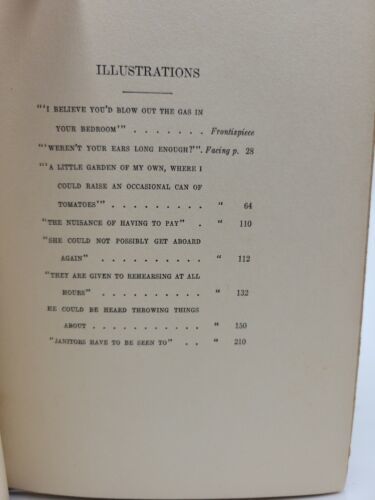 ILLUSTRATIONS
"'I BELIEVE YOU'D BLOW OUT THE GAS IN
YOUR BEDROOM'" . . . . . . . Frontispiece
"'WEREN'T YOUR EARS LONG ENOUGH?'". Facing p. 28
"'A LITTLE GARDEN OF MY OWN, WHERE I
COULD RAISE AN OCCASIONAL CAN OF
TOMATOES'" . . . . . . . . . " 64
"THE NUISANCE OF HAVING TO PAY" . " 110
"SHE COULD NOT POSSIBLY GET ABOARD
AGAIN" . . . . . . . . . . " 112
"THEY ARE GIVEN TO REHEARSING AT ALL
HOURS" . . . . . . . . . . " 132
HE COULD BE HEARD THROWING THINGS
ABOUT . . . . . . . . . . . " 150
"JANITORS HAVE TO BE SEEN TO" . . " 210